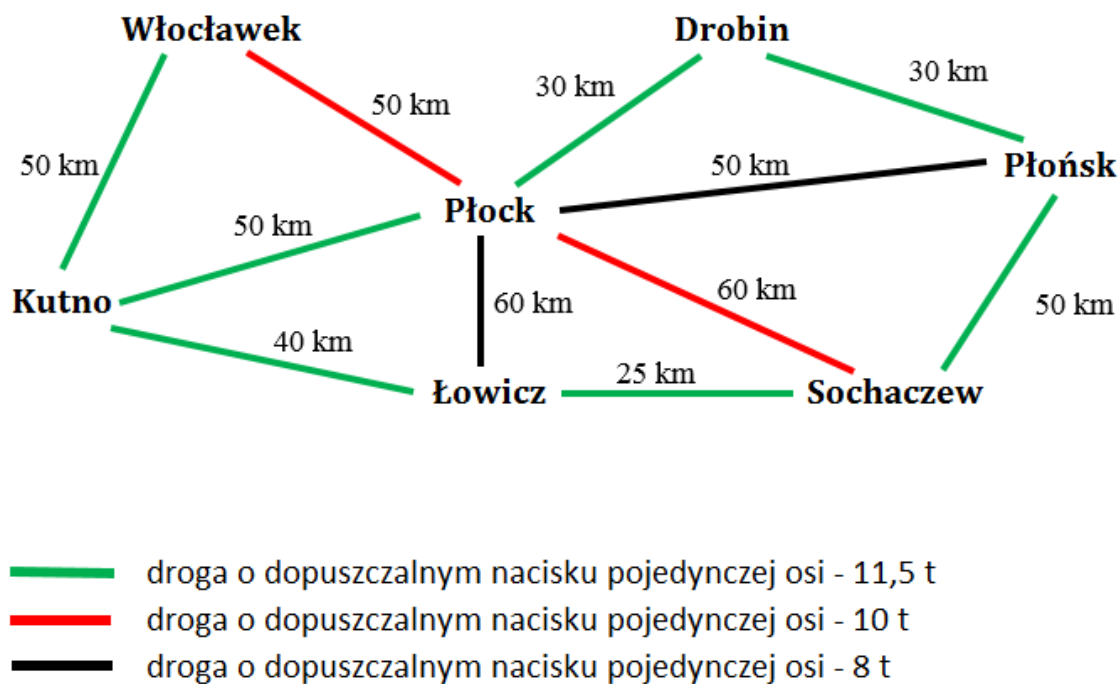 Włocławek
Drobin
30 km
30 km
50 km
50 km
Płońsk
50 km
Płock
50 km
Kutno
60 km
60 km
50 km
40 km
25 km
Łowicz
Sochaczew
droga o dopuszczalnym nacisku pojedynczej osi - 11,5 t
droga o dopuszczalnym nacisku pojedynczej osi - 10 t
droga o dopuszczalnym nacisku pojedynczej osi - 8 t